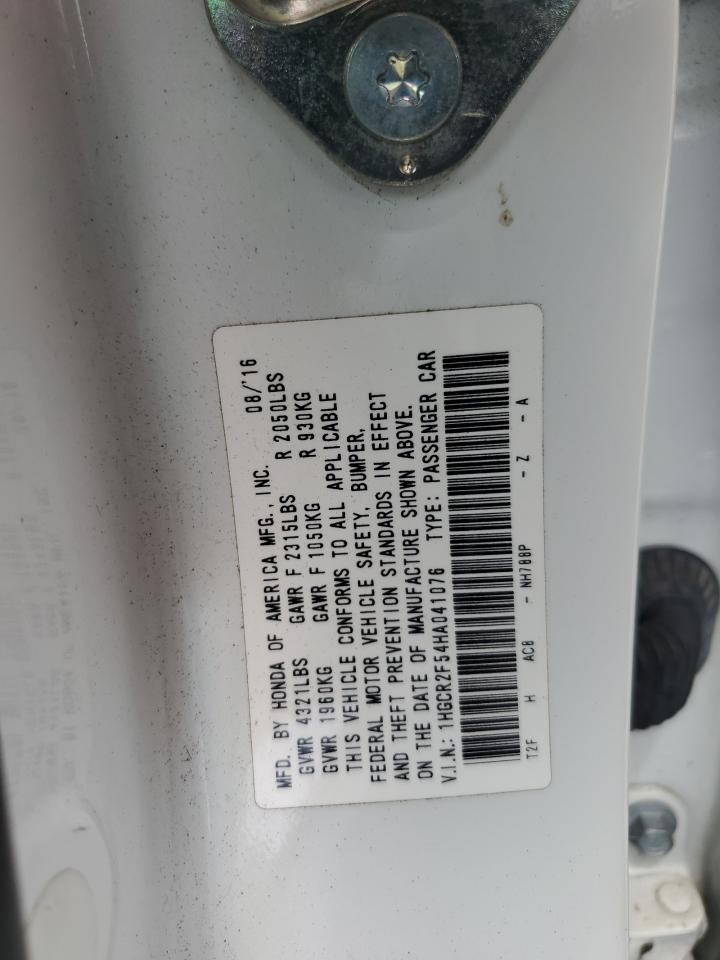 MFD. BY HONDA OF AMERICA MFG., INC. 08/'16
GVWR 4321LBS GAWR F 2315LBS R 2050LBS
GVWR 1960KG GAWR F 1050KG R 930KG
THIS VEHICLE CONFORMS TO ALL APPLICABLE
FEDERAL MOTOR VEHICLE SAFETY, BUMPER,
AND THEFT PREVENTION STANDARDS IN EFFECT
ON THE DATE OF MANUFACTURE SHOWN ABOVE.
V.I.N.: 1HGCR2F54HA041076 TYPE: PASSENGER CAR
T2F H AC8 - NH788P - Z - A